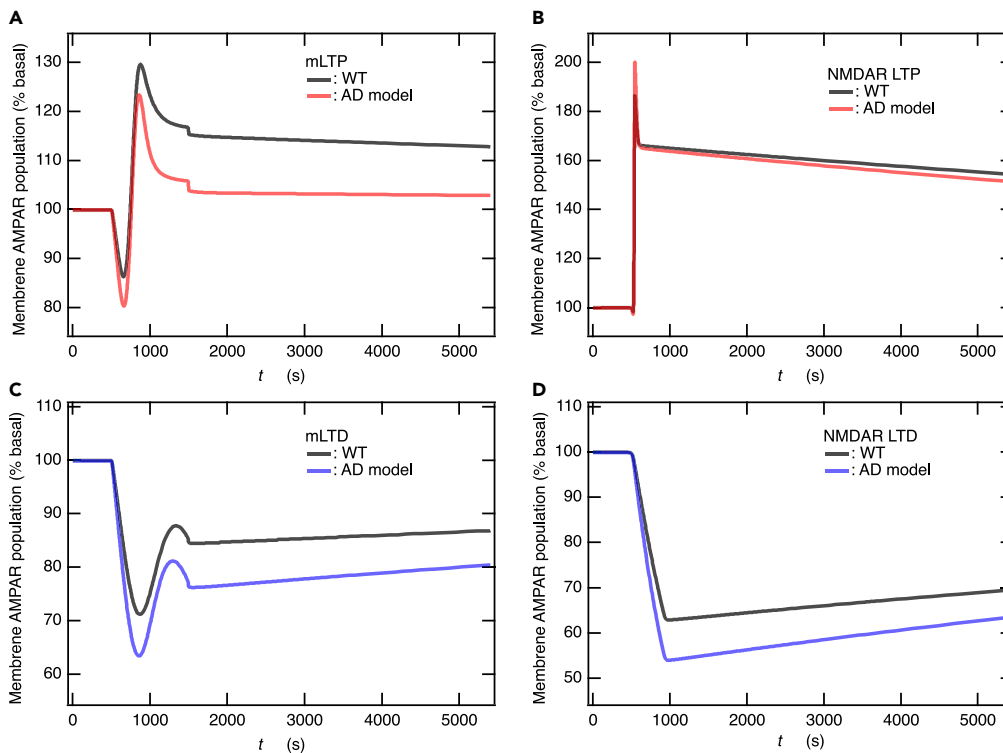 A
Membrene AMPAR population (% basal)
130
120
110
100
90
80
mLTP
: WT
: AD model
0 1000 2000 3000 4000 5000
t (s)
B
Membrene AMPAR population (% basal)
200
180
160
140
120
100
NMDAR LTP
: WT
: AD model
0 1000 2000 3000 4000 5000
t (s)
C
Membrene AMPAR population (% basal)
110
100
90
80
70
60
mLTD
: WT
: AD model
0 1000 2000 3000 4000 5000
t (s)
D
Membrene AMPAR population (% basal)
110
100
90
80
70
60
50
NMDAR LTD
: WT
: AD model
0 1000 2000 3000 4000 5000
t (s)